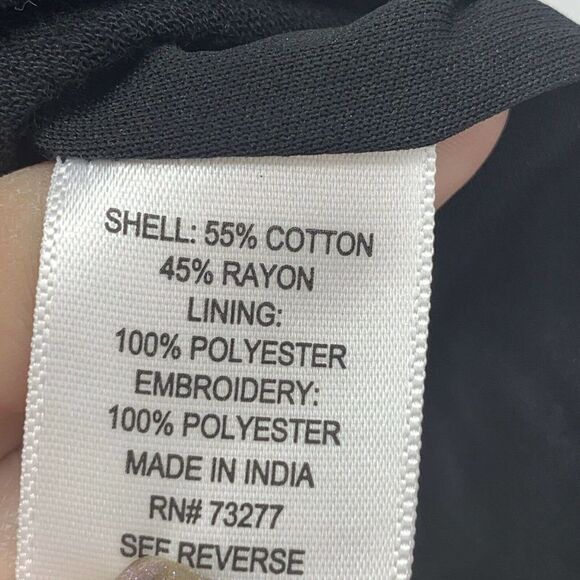 SHELL: 55% COTTON
45% RAYON
LINING:
100% POLYESTER
EMBROIDERY:
100% POLYESTER
MADE IN INDIA
RN# 73277
SEE REVERSE